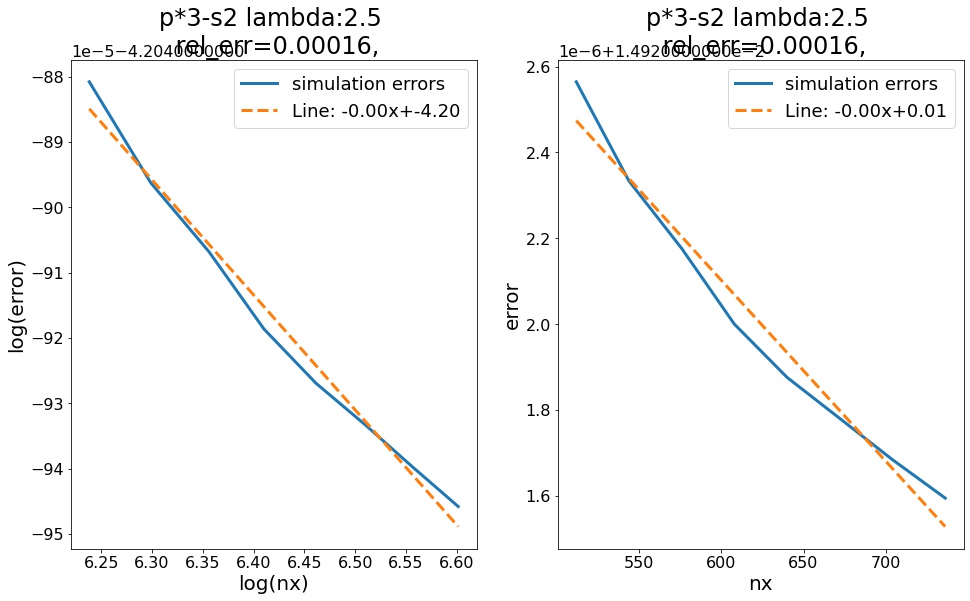 p*3-s2 lambda:2.5
rel_err=0.00016,
1e−5−4.2040000000
simulation errors
Line: -0.00x+-4.20
−88
−89
−90
−91
−92
−93
−94
−95
log(error)
6.25
6.30
6.35
6.40
6.45
6.50
6.55
6.60
log(nx)
p*3-s2 lambda:2.5
rel_err=0.00016,
1e−6+1.4920000000e−2
simulation errors
Line: -0.00x+0.01
2.6
2.4
2.2
2.0
1.8
1.6
error
550
600
650
700
nx